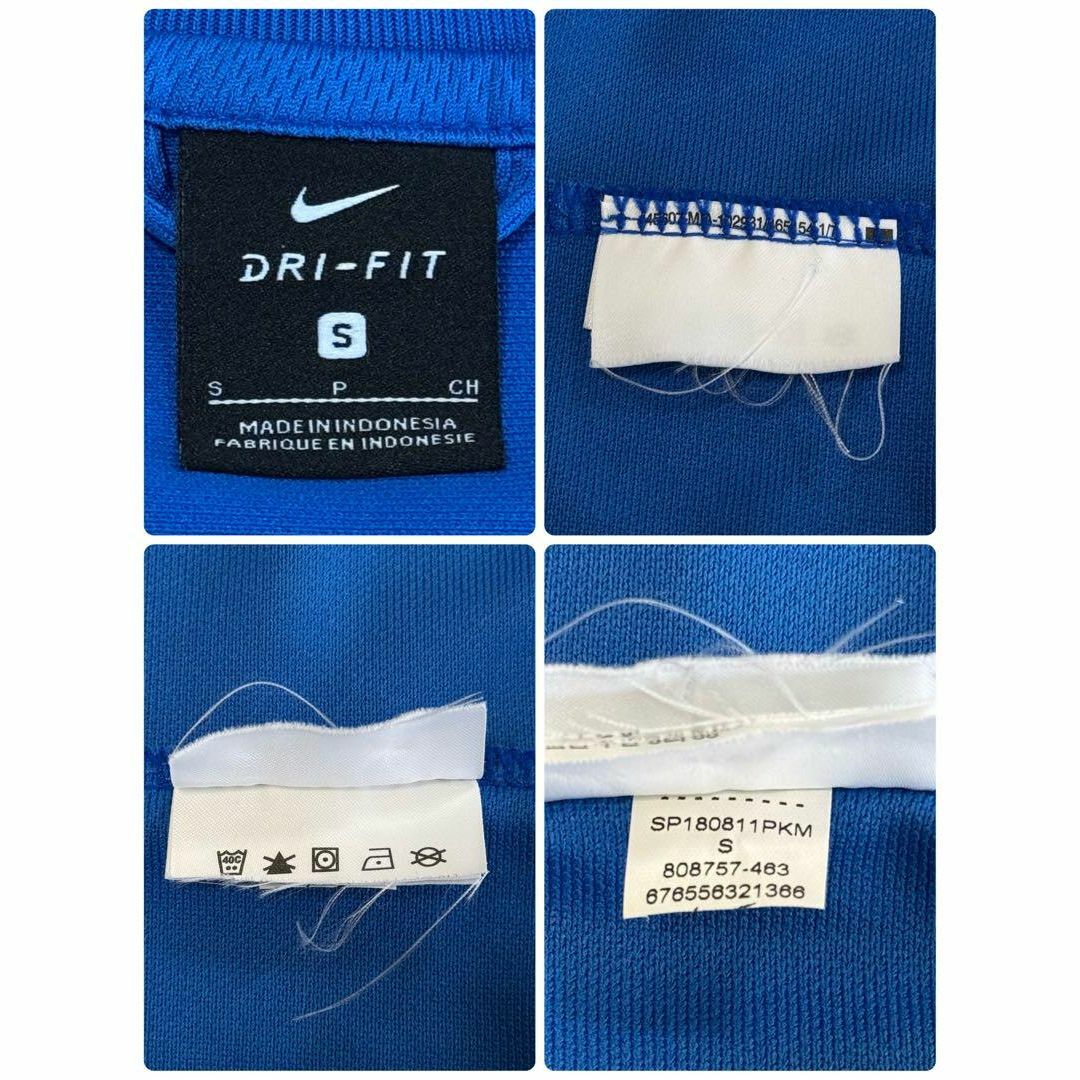 DRI-FIT
S
S P CH
MADE IN INDONESIA
FABRIQUE EN INDONESIE
40C
SP180811PKM
S
808757-463
676556321366